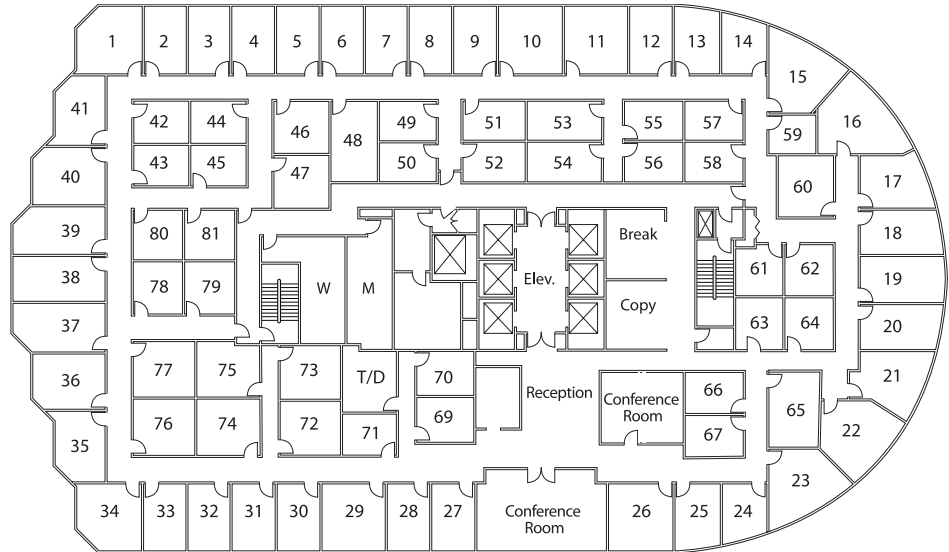 1 2 3 4 5 6 7 8 9 10 11 12 13 14
15
41 42 44 46 48 49 51 53 55 57 59 16
43 45 47 50 52 54 56 58
40 60 17
39 80 81 Break 18
38 78 79 W M Elev. 61 62 19
Copy
37 63 64 20
36 77 75 73 T/D 70 Reception 66 21
Conference
Room
65
35 76 74 72 71 69 67 22
23
34 33 32 31 30 29 28 27 Conference
Room
26 25 24